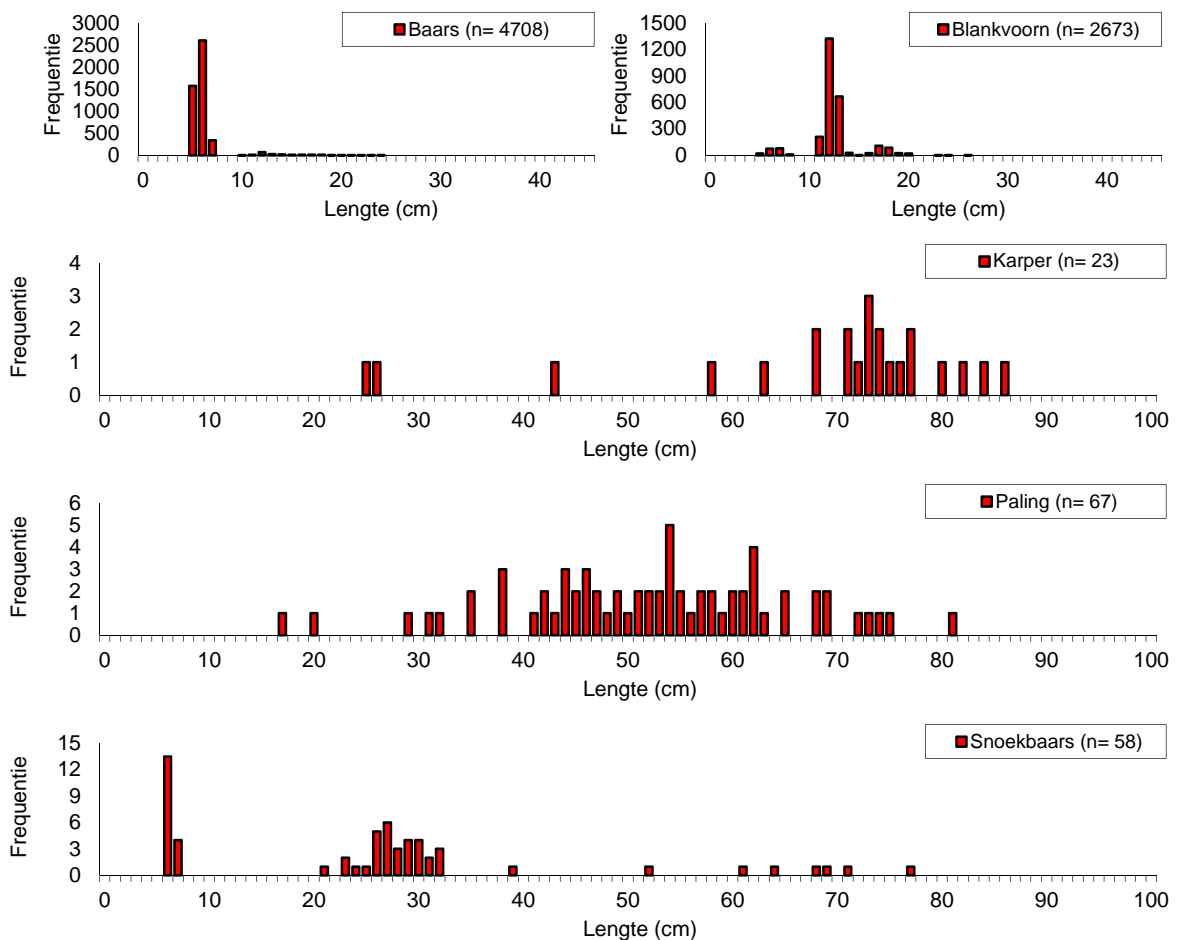 Baars (n= 4708)
Frequentie
3000
2500
2000
1500
1000
500
0
0 10 20 30 40
Lengte (cm)
Blankvoorn (n= 2673)
Frequentie
1500
1200
900
600
300
0
0 10 20 30 40
Lengte (cm)
Karper (n= 23)
Frequentie
4
3
2
1
0
0 10 20 30 40 50 60 70 80 90 100
Lengte (cm)
Paling (n= 67)
Frequentie
6
5
4
3
2
1
0
0 10 20 30 40 50 60 70 80 90 100
Lengte (cm)
Snoekbaars (n= 58)
Frequentie
15
12
9
6
3
0
0 10 20 30 40 50 60 70 80 90 100
Lengte (cm)